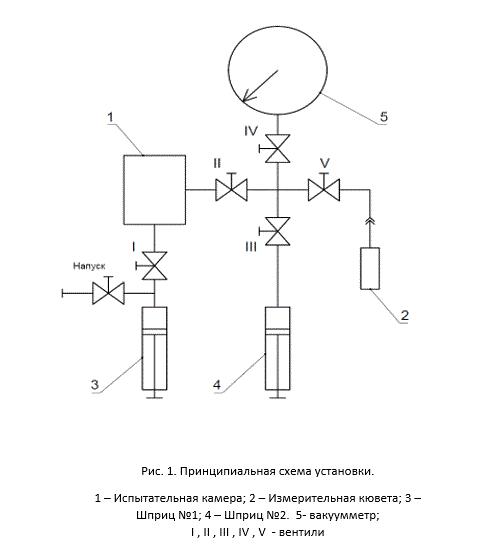 5
IV
1
II
V
I
III
Напуск
2
3
4
Рис. 1. Принципиальная схема установки.
1 – Испытательная камера; 2 – Измерительная кювета; 3 –
Шприц №1; 4 – Шприц №2. 5- вакуумметр;
I , II , III , IV , V - вентили